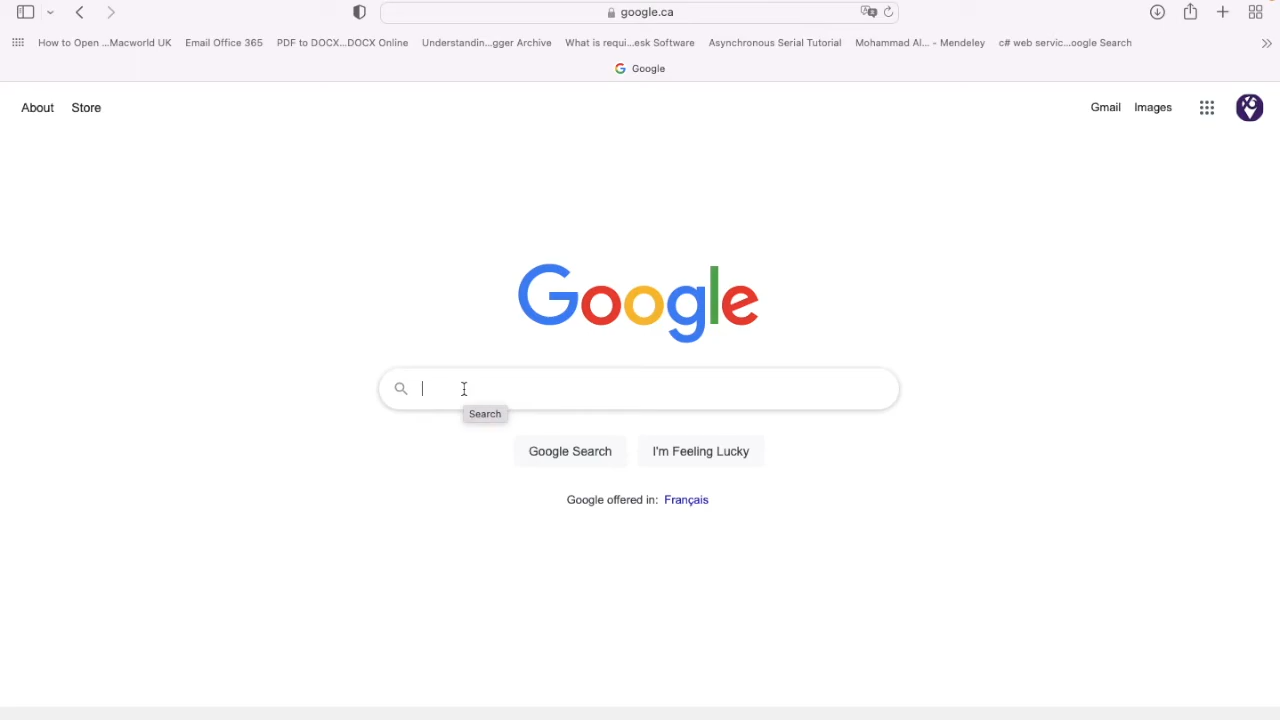 google.ca
How to Open ...Macworld UK Email Office 365 PDF to DOCX...DOCX Online Understandin...gger Archive What is requi...esk Software Asynchronous Serial Tutorial Mohammad Al... - Mendeley c# web servic...oogle Search
Google
About Store Gmail Images
Google
Search
Google Search I'm Feeling Lucky
Google offered in: Français